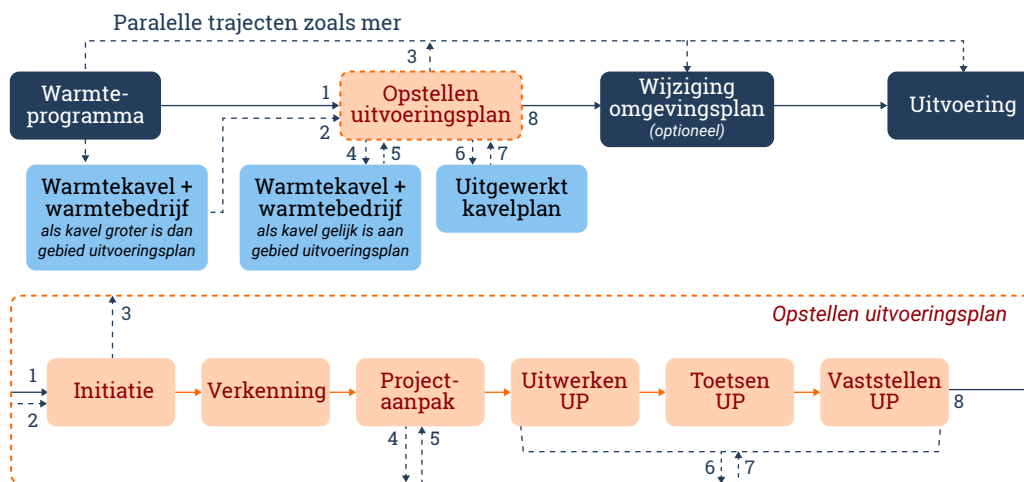 Paralelle trajecten zoals mer
3
Warmte-
programma
1
2
Opstellen
uitvoeringsplan
8
Wijziging
omgevingsplan
(optioneel)
Uitvoering
4
5
6
7
Warmtekavel +
warmtebedrijf
als kavel groter is dan
gebied uitvoeringsplan
Warmtekavel +
warmtebedrijf
als kavel gelijk is aan
gebied uitvoeringsplan
Uitgewerkt
kavelplan
3
Opstellen uitvoeringsplan
1
2
Initiatie
Verkenning
Project-
aanpak
Uitwerken
UP
Toetsen
UP
Vaststellen
UP
8
4
5
6
7